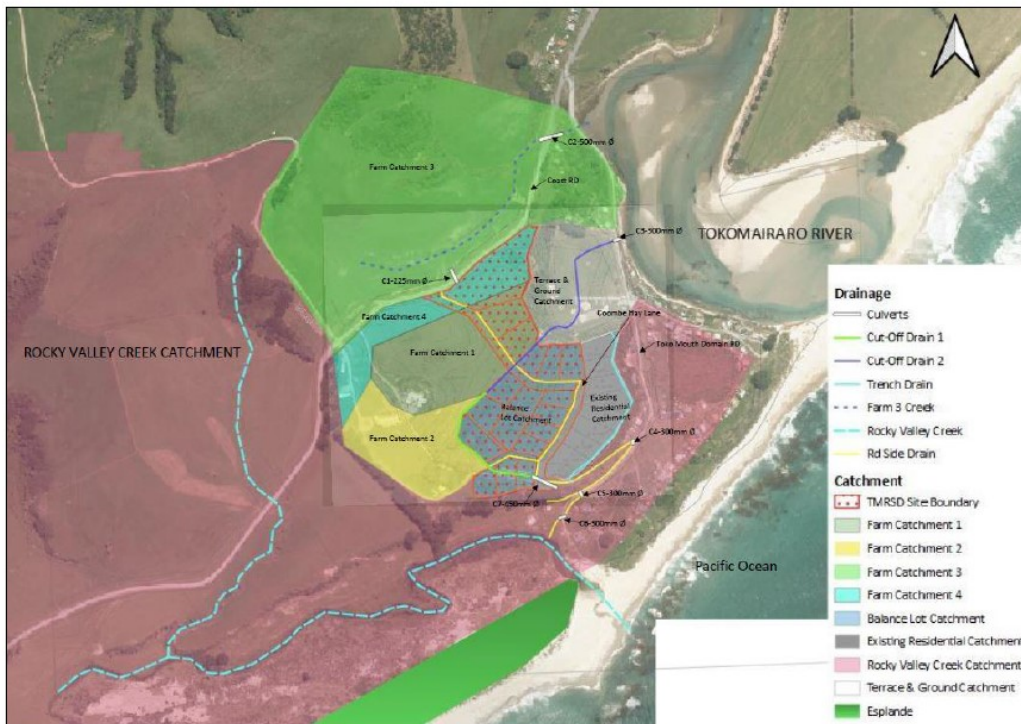 C2-500mm Ø
Farm Catchment 3
Coast RD
C3-500mm Ø
TOKOMAIRARO RIVER
C1-225mm Ø
Terrace &
Ground
Catchment
Coombe Hay Lane
Farm Catchment 4
ROCKY VALLEY CREEK CATCHMENT
Farm Catchment 1
Toko Mouth Domain RD
Existing
Residential
Catchment
Balance
Lot Catchment
Farm Catchment 2
C4-300mm Ø
C5-300mm Ø
C6-300mm Ø
Pacific Ocean
Drainage
Culverts
Cut-Off Drain 1
Cut-Off Drain 2
Trench Drain
Farm 3 Creek
Rocky Valley Creek
Rd Side Drain
Catchment
TMRSD Site Boundary
Farm Catchment 1
Farm Catchment 2
Farm Catchment 3
Farm Catchment 4
Balance Lot Catchment
Existing Residential Catchment
Rocky Valley Creek Catchment
Terrace & Ground Catchment
Esplande